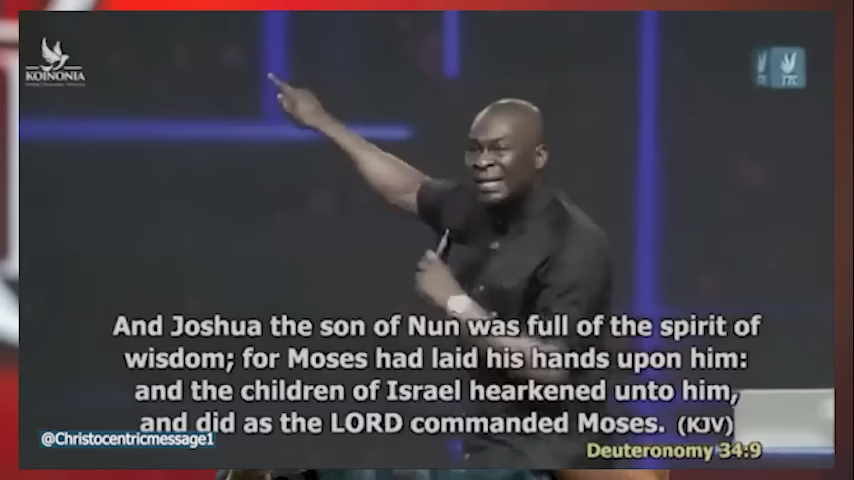 KOINONIA
And Joshua the son of Nun was full of the spirit of
wisdom; for Moses had laid his hands upon him:
and the children of Israel hearkened unto him,
and did as the LORD commanded Moses. (KJV)
@Christocentricmessage1
Deuteronomy 34:9